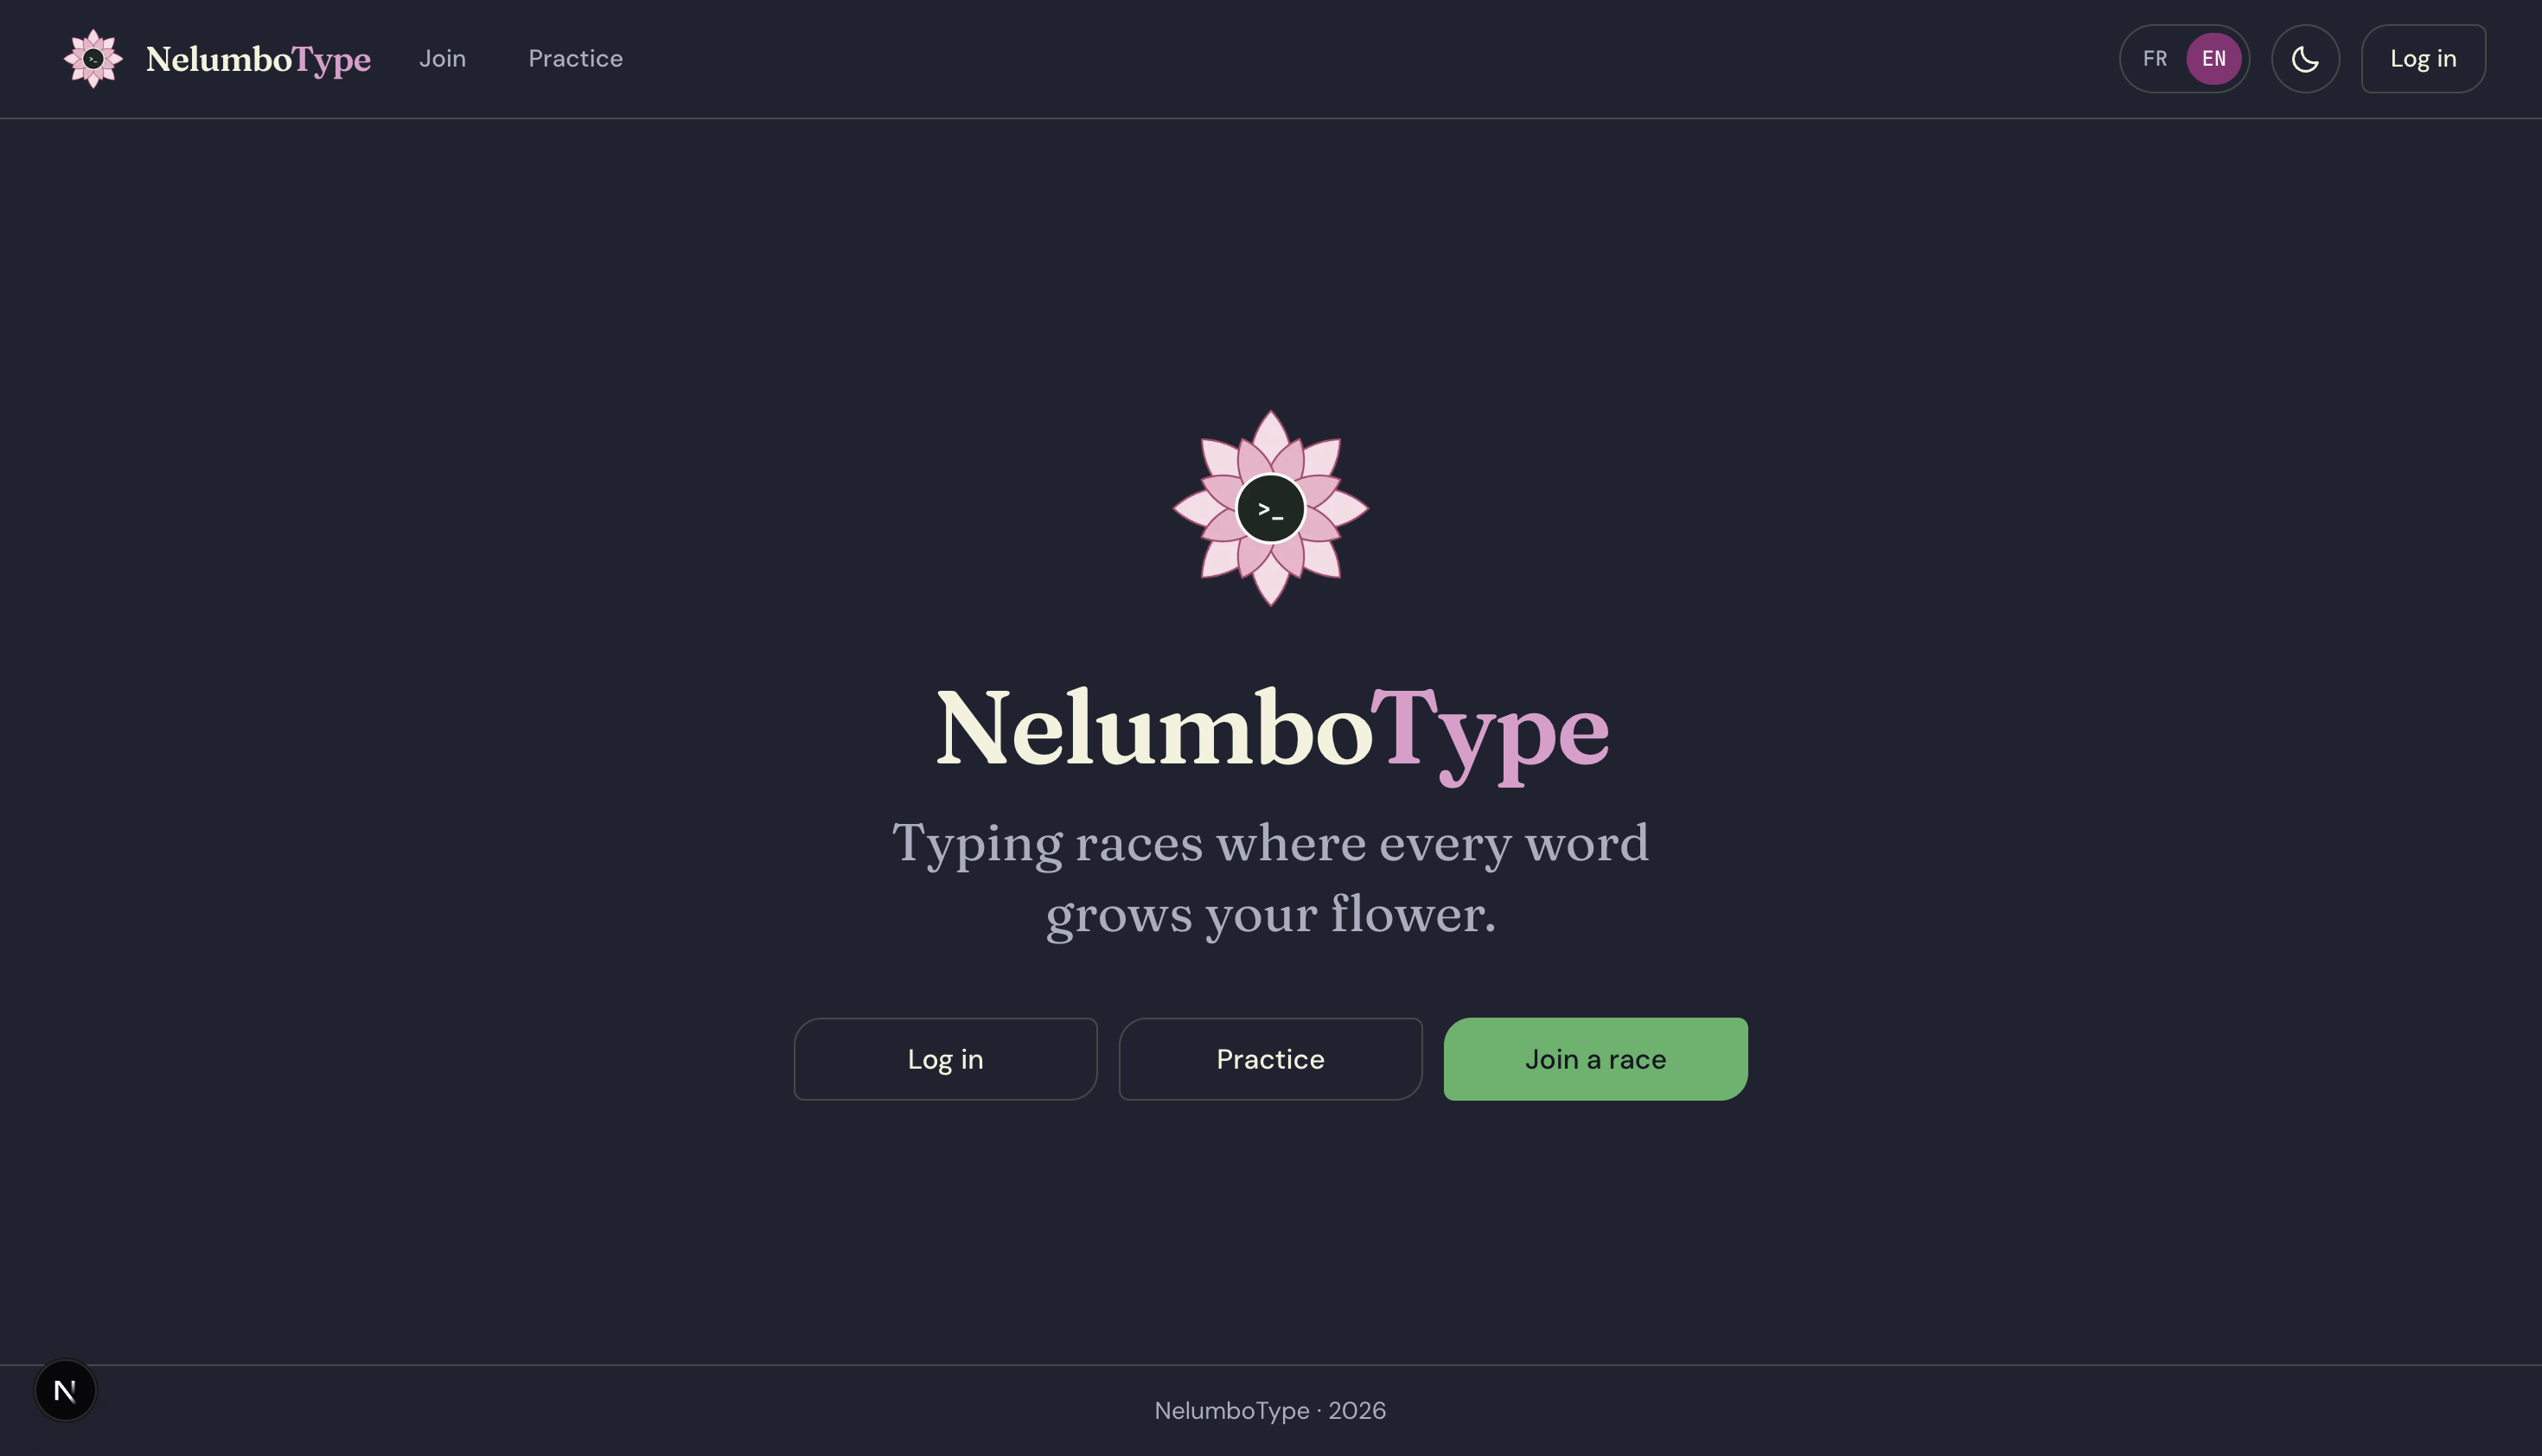 >_
NelumboType
Join
Practice
FR
EN
Log in
>_
NelumboType
Typing races where every word
grows your flower.
Log in
Practice
Join a race
N
NelumboType · 2026